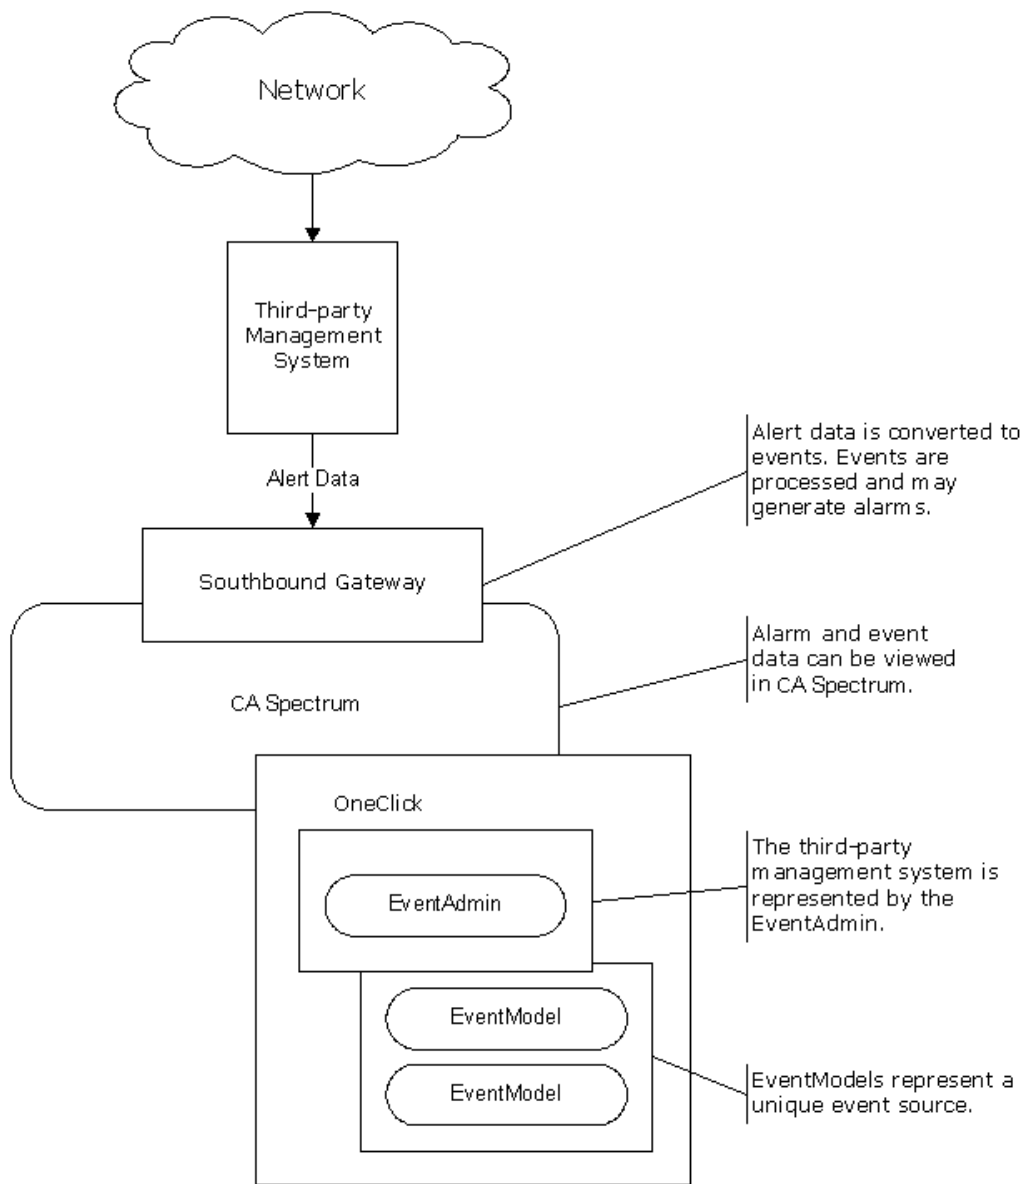 Network
Third-party
Management
System
Alert Data
Southbound Gateway
Alert data is converted to
events. Events are
processed and may
generate alarms.
CA Spectrum
Alarm and event
data can be viewed
in CA Spectrum.
OneClick
EventAdmin
The third-party
management system is
represented by the
EventAdmin.
EventModel
EventModel
EventModels represent a
unique event source.